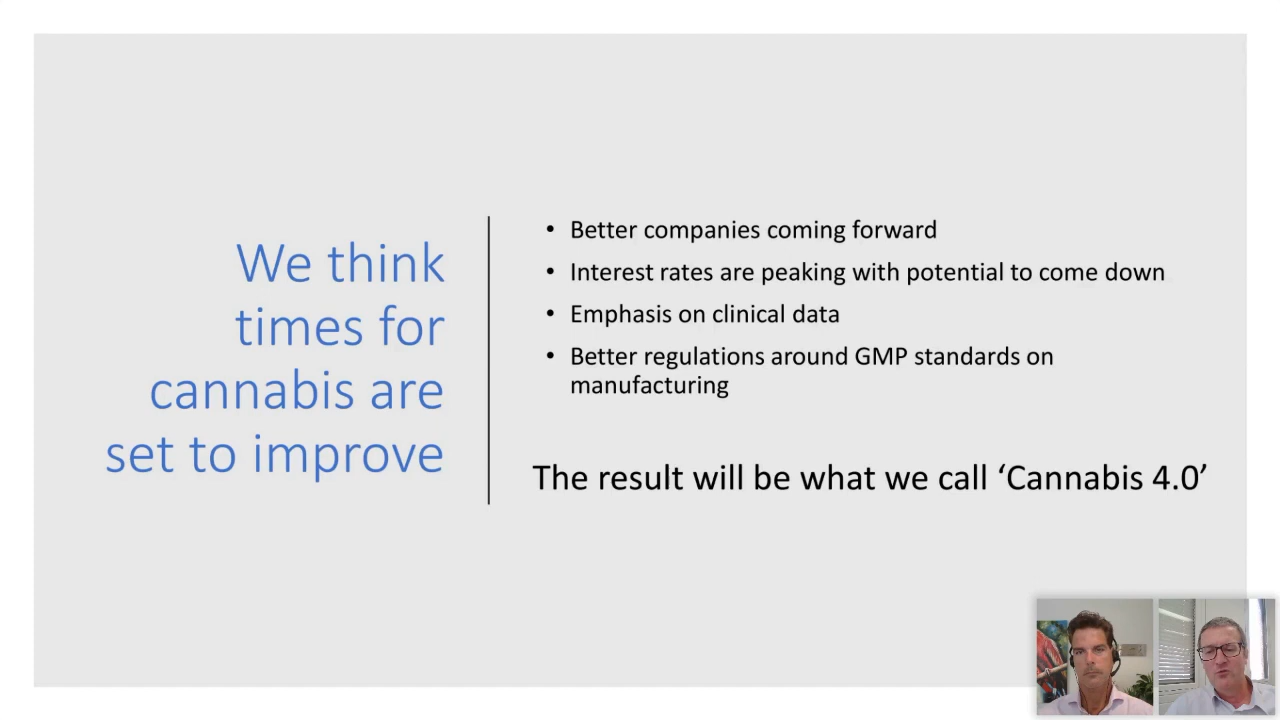 We think
times for
cannabis are
set to improve
• Better companies coming forward
• Interest rates are peaking with potential to come down
• Emphasis on clinical data
• Better regulations around GMP standards on
manufacturing
The result will be what we call ‘Cannabis 4.0’